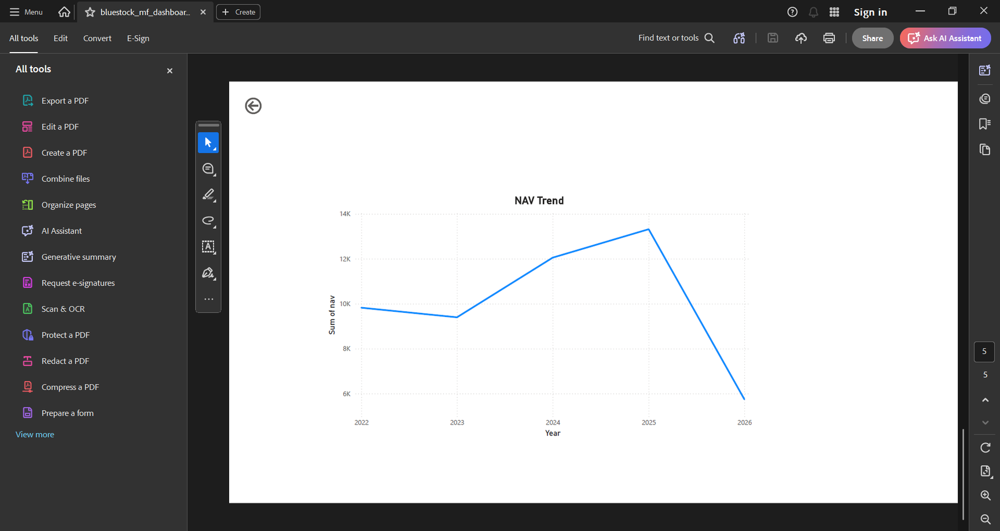 Menu
bluestock_mf_dashboar...
Create
Sign in
All tools
Edit
Convert
E-Sign
Find text or tools
Share
Ask AI Assistant
All tools
Export a PDF
Edit a PDF
Create a PDF
Combine files
Organize pages
AI Assistant
Generative summary
Request e-signatures
Scan & OCR
Protect a PDF
Redact a PDF
Compress a PDF
Prepare a form
View more
NAV Trend
14K
12K
10K
8K
6K
Sum of nav
2022
2023
2024
2025
2026
Year
5
5